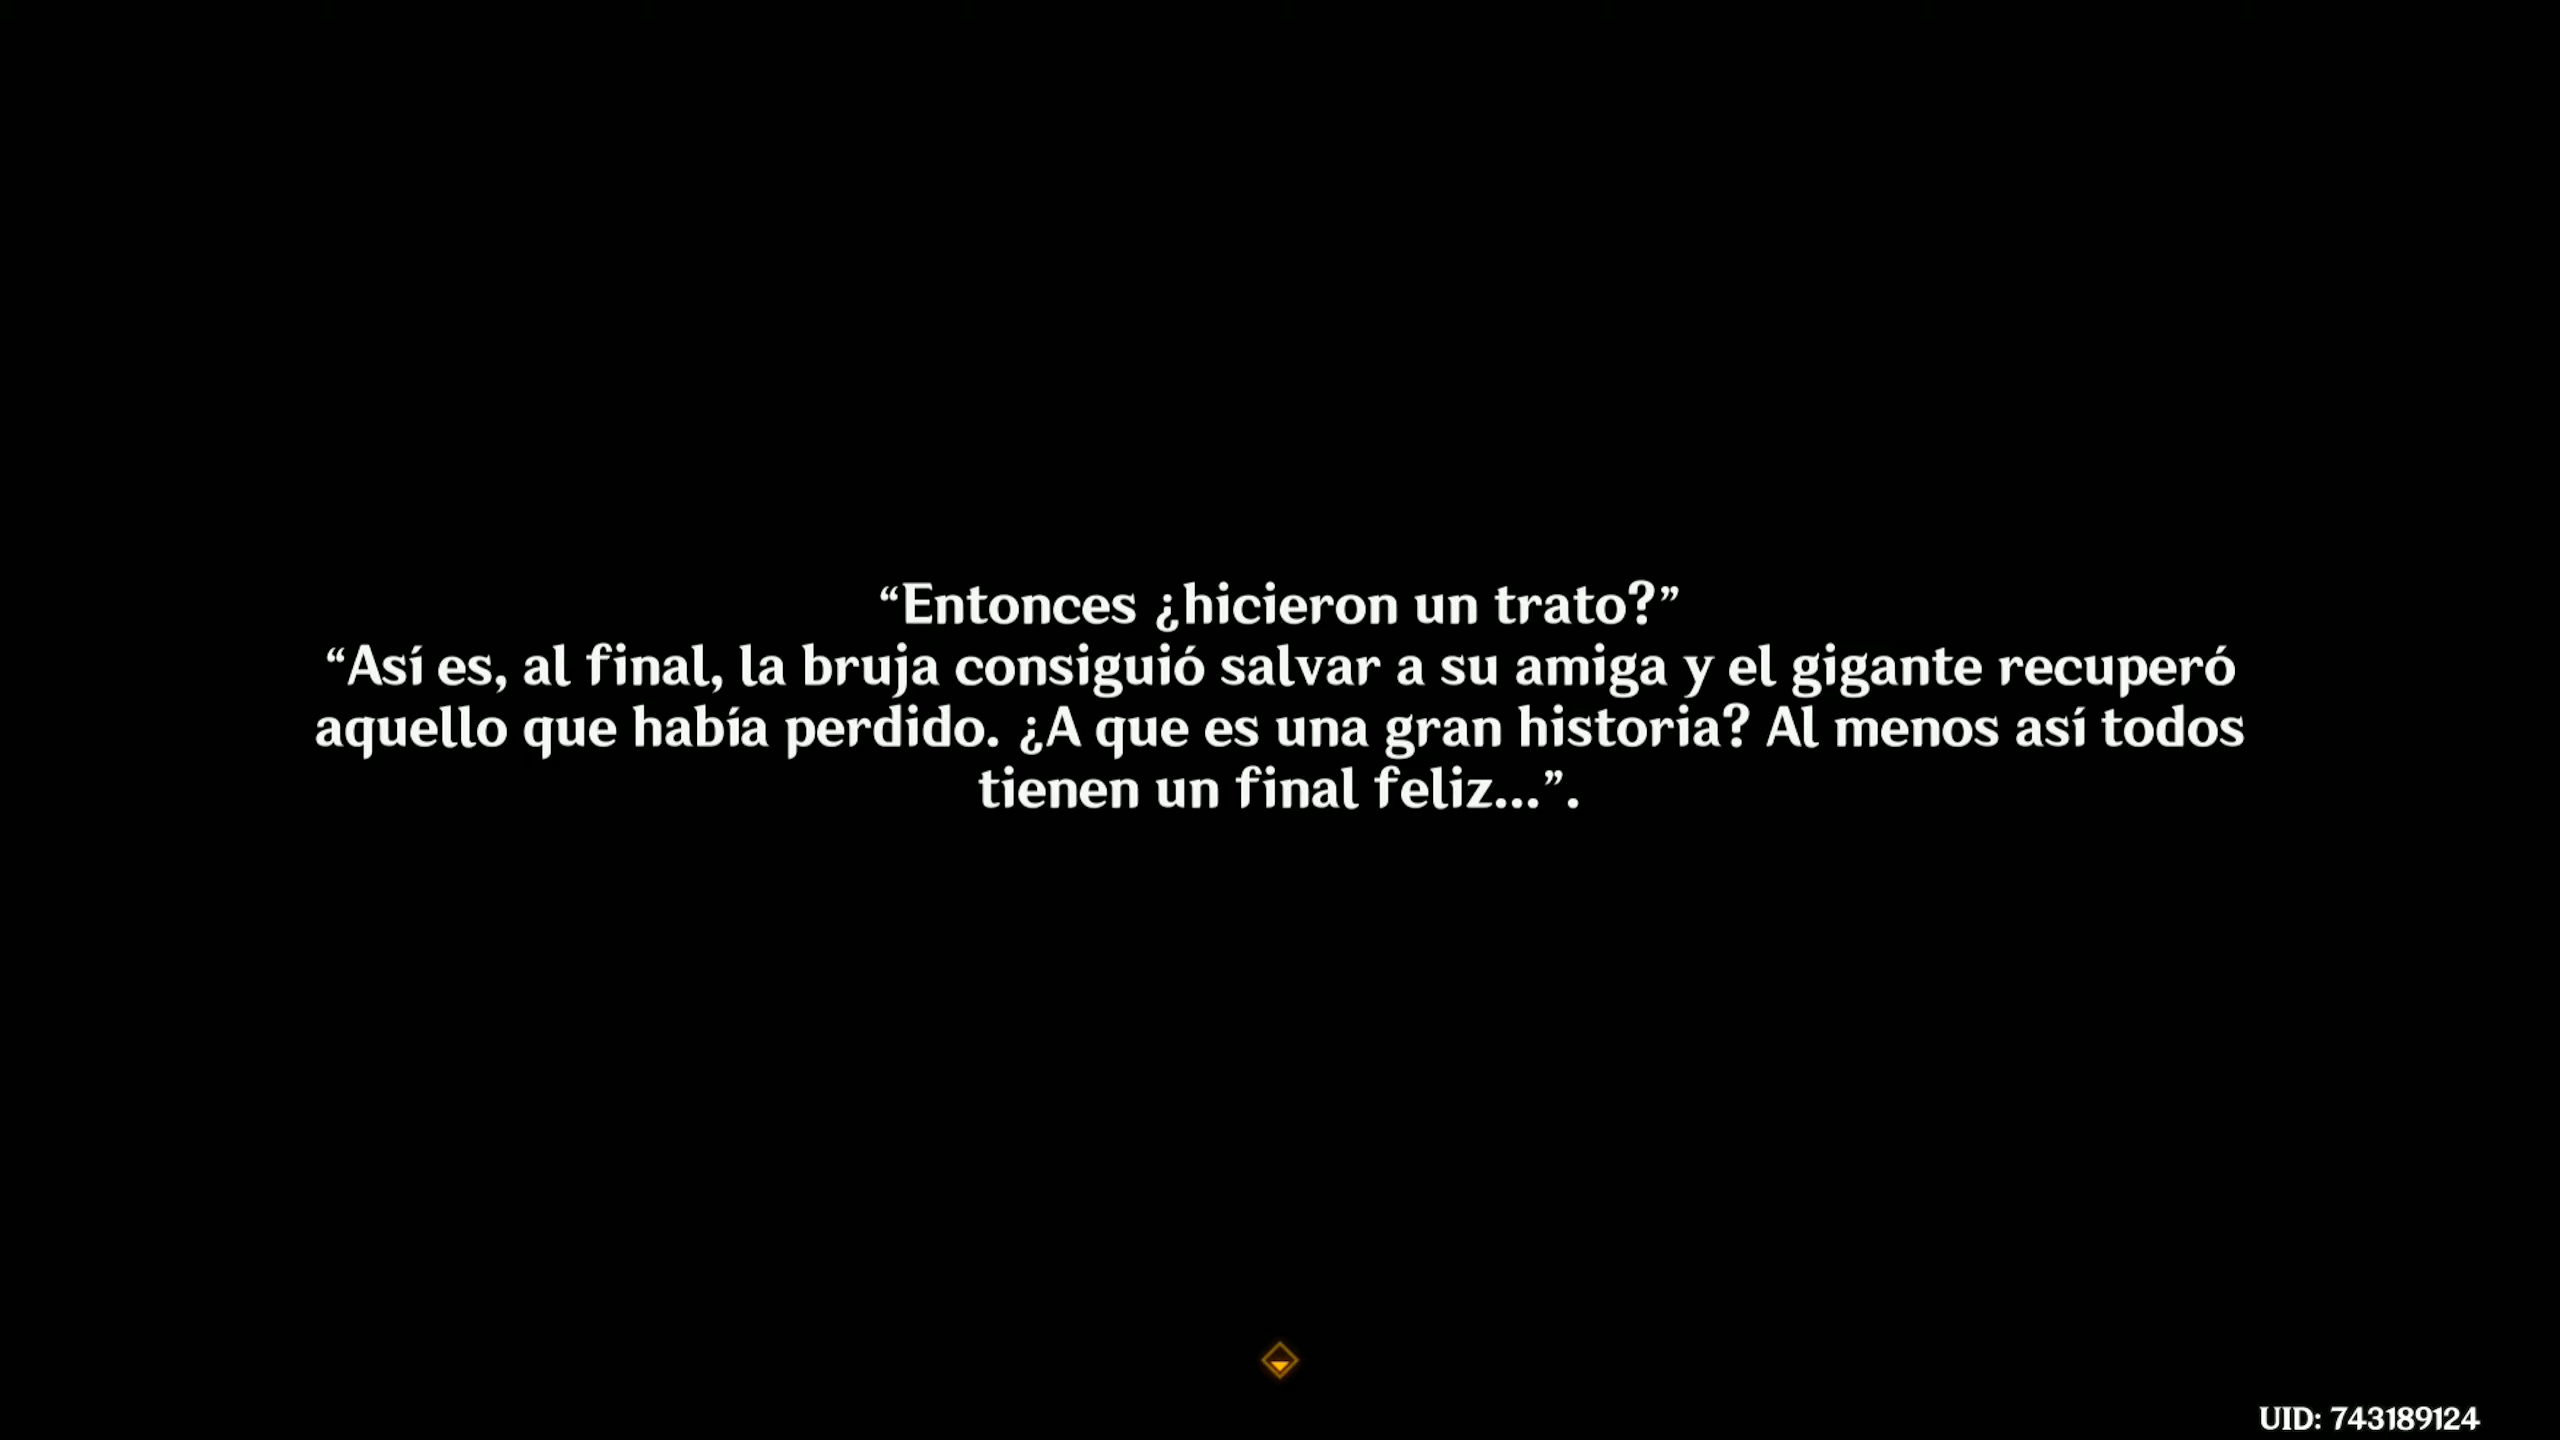 “Entonces ¿hicieron un trato?”
“Así es, al final, la bruja consiguió salvar a su amiga y el gigante recuperó
aquello que había perdido. ¿A que es una gran historia? Al menos así todos
tienen un final feliz...”.
UID: 743189124